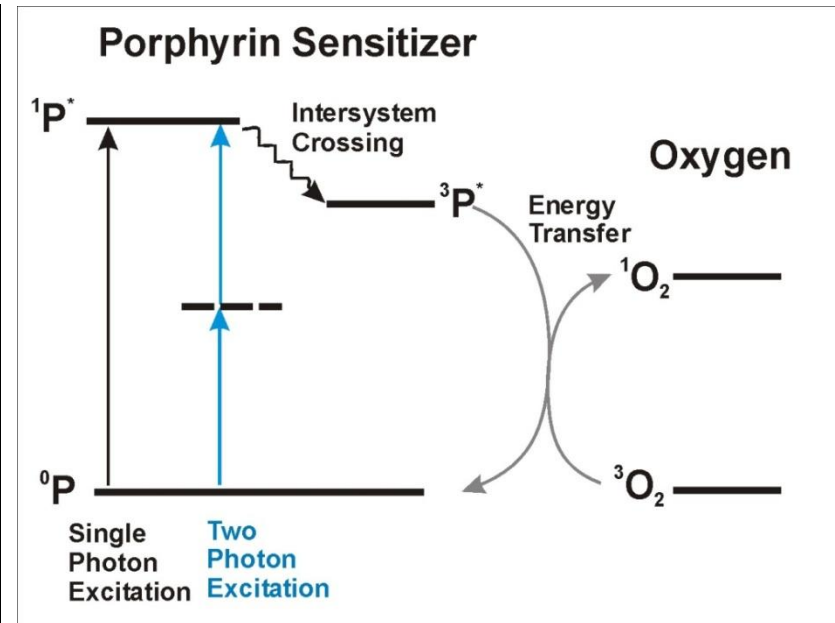 Porphyrin Sensitizer
¹P*
Intersystem
Crossing
Oxygen
³P*
Energy
Transfer
¹O₂
⁰P
³O₂
Single
Photon
Excitation
Two
Photon
Excitation